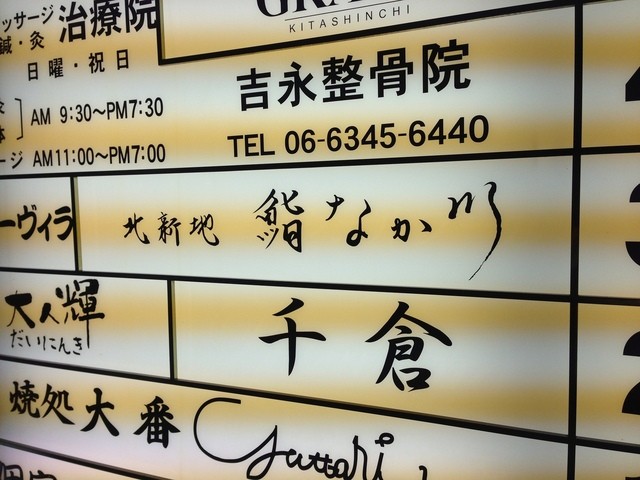 ッサージ 治療院
鍼・灸
日曜・祝日
AM 9:30～PM7:30
ージ AM11:00～PM7:00
KITASHINCHI
吉永整骨院
TEL 06-6345-6440
ーヴィラ
北新地 鮨 なか川
大人輝
だいにんき
千倉
焼処 大番
Yuttari